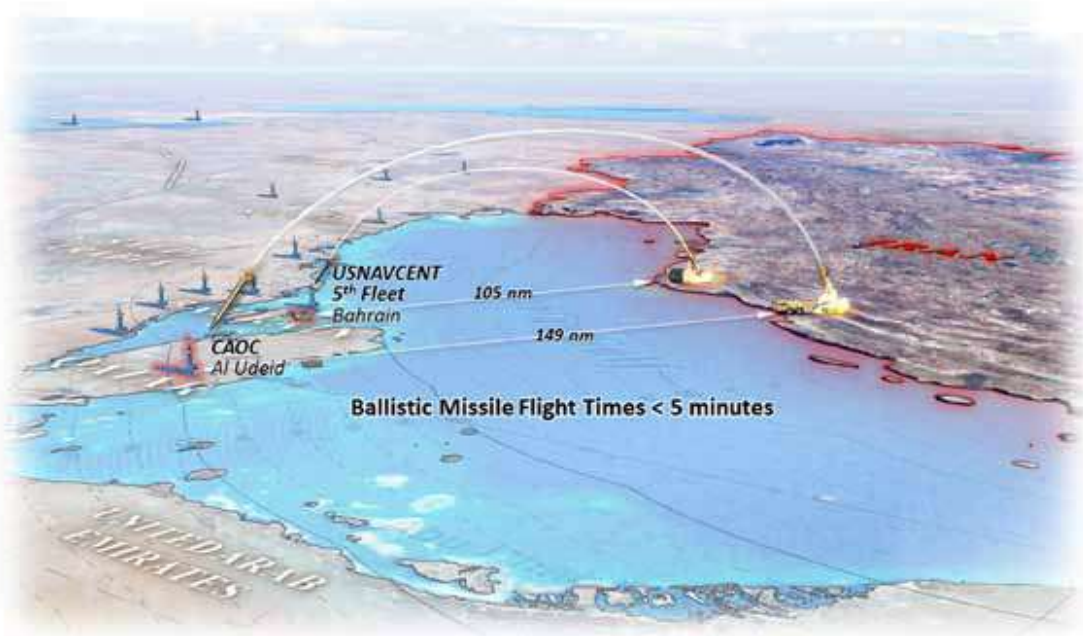 USNAVCENT
5th Fleet
Bahrain
105 nm
149 nm
CAOC
Al Udeid
Ballistic Missile Flight Times < 5 minutes
UNITED ARAB
EMIRATES